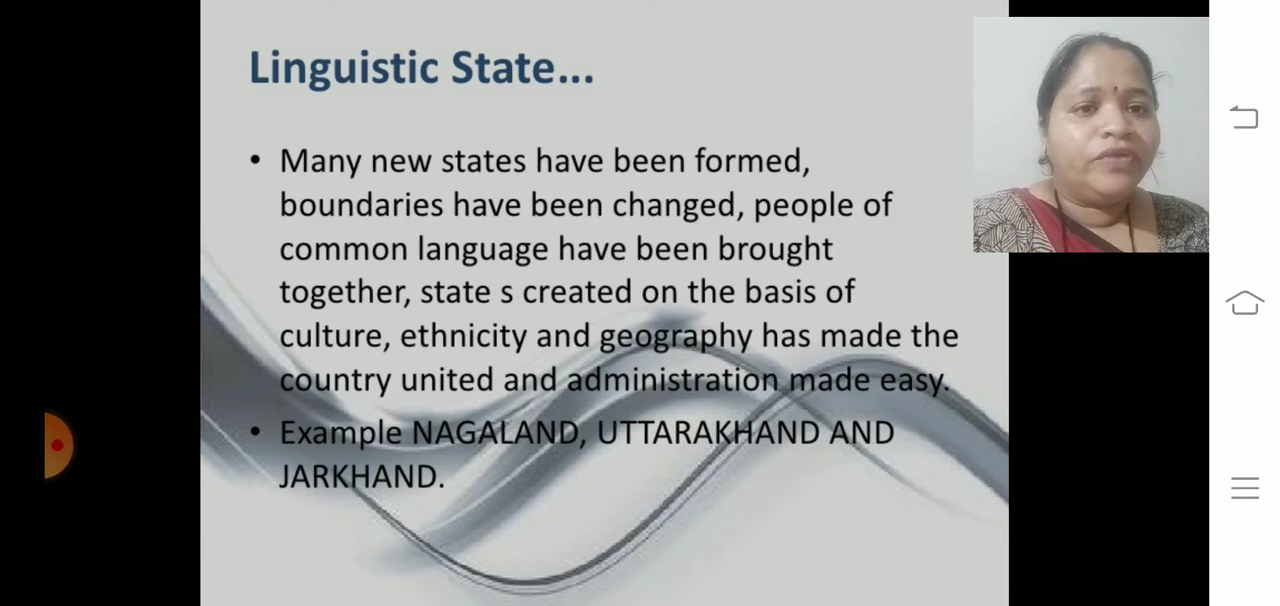 Linguistic State...
• Many new states have been formed,
boundaries have been changed, people of
common language have been brought
together, state s created on the basis of
culture, ethnicity and geography has made the
country united and administration made easy.
• Example NAGALAND, UTTARAKHAND AND
JARKHAND.